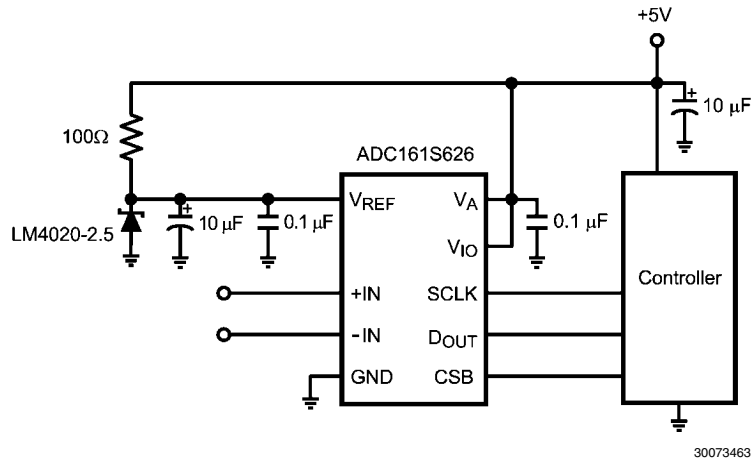 +5V
+
10 µF
100Ω
ADC161S626
VREF
VA
+
10 µF
0.1 µF
0.1 µF
LM4020-2.5
VIO
Controller
+IN
SCLK
-IN
DOUT
GND
CSB
30073463